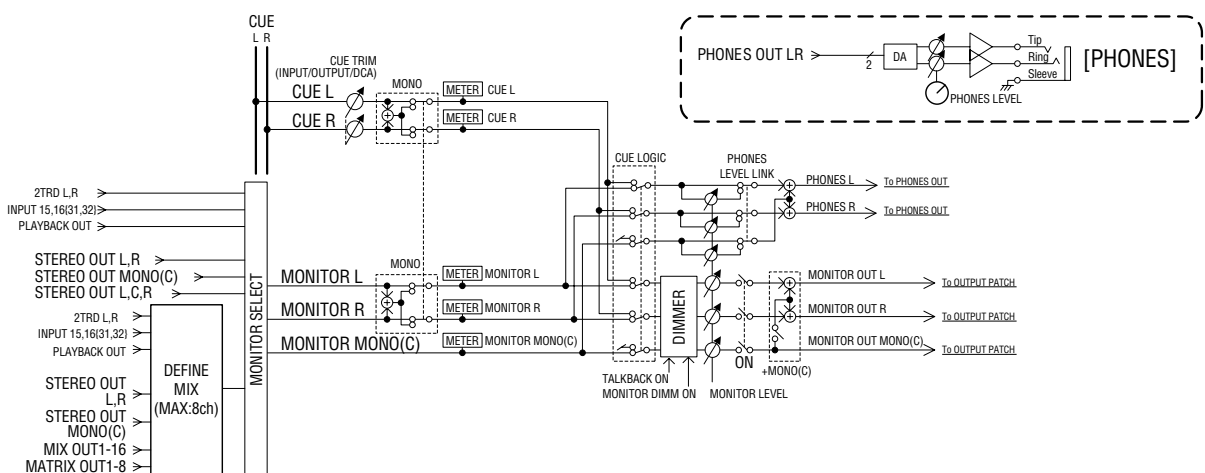 CUE
L R
CUE TRIM
(INPUT/OUTPUT/DCA)
CUE L
CUE R
MONO
METER CUE L
METER CUE R
PHONES OUT LR
2
DA
PHONES LEVEL
Tip
Ring
Sleeve
[PHONES]
CUE LOGIC
PHONES
LEVEL LINK
PHONES L
To PHONES OUT
PHONES R
To PHONES OUT
2TRD L,R
INPUT 15,16(31,32)
PLAYBACK OUT
STEREO OUT L,R
STEREO OUT MONO(C)
STEREO OUT L,C,R
2TRD L,R
INPUT 15,16(31,32)
PLAYBACK OUT
STEREO OUT
L,R
STEREO OUT
MONO(C)
MIX OUT1-16
MATRIX OUT1-8
DEFINE
MIX
(MAX:8ch)
MONITOR SELECT
MONITOR L
MONITOR R
MONITOR MONO(C)
MONO
METER MONITOR L
METER MONITOR R
METER MONITOR MONO(C)
DIMMER
TALKBACK ON
MONITOR DIMM ON
MONITOR LEVEL
ON
+MONO(C)
MONITOR OUT L
To OUTPUT PATCH
MONITOR OUT R
To OUTPUT PATCH
MONITOR OUT MONO(C)
To OUTPUT PATCH